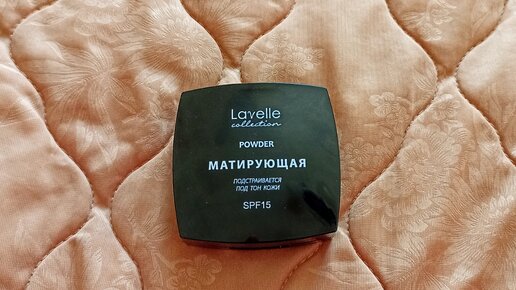 Lavelle
collection
POWDER
МАТИРУЮЩАЯ
ПОДСТРАИВАЕТСЯ
ПОД ТОН КОЖИ
SPF15